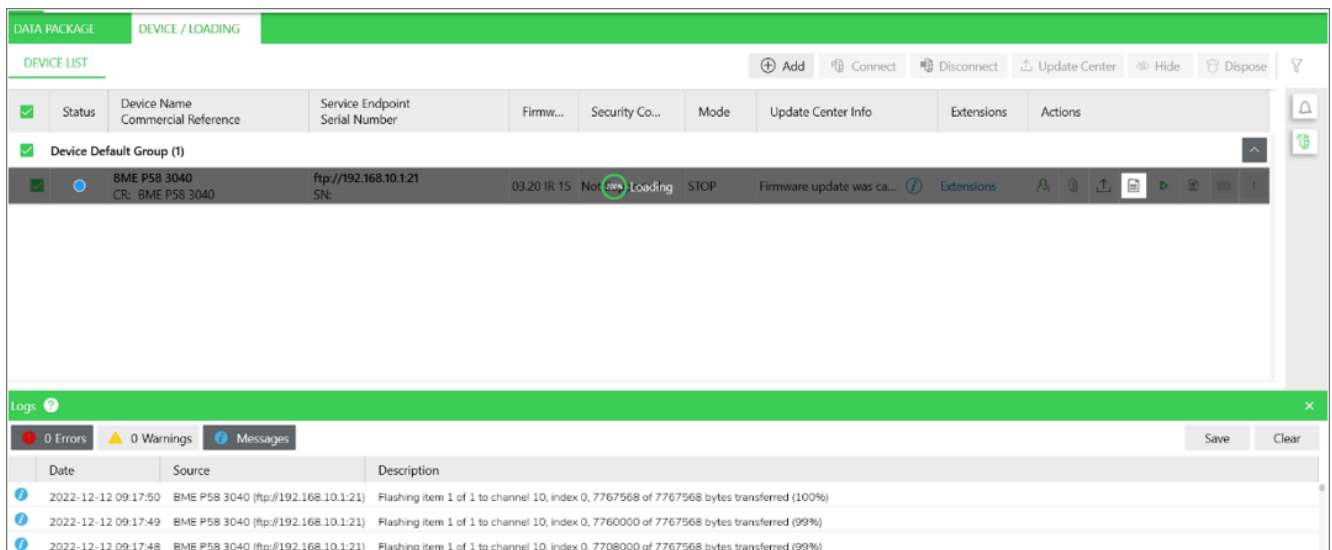 DATA PACKAGE DEVICE / LOADING
DEVICE LIST Add Connect Disconnect Update Center Hide Dispose
Status Device Name Commercial Reference Service Endpoint Serial Number Firmw... Security Co... Mode Update Center Info Extensions Actions
Device Default Group (1)
BME P58 3040 ftp://192.168.10.1:21
CR: BME P58 3040 SN: 03.20 IR 15 Not 100% Loading STOP Firmware update was ca... Extensions
Logs ?
0 Errors 0 Warnings Messages Save Clear
Date Source Description
2022-12-12 09:17:50 BME P58 3040 (ftp://192.168.10.1:21) Flashing item 1 of 1 to channel 10, index 0, 7767568 of 7767568 bytes transferred (100%)
2022-12-12 09:17:49 BME P58 3040 (ftp://192.168.10.1:21) Flashing item 1 of 1 to channel 10, index 0, 7760000 of 7767568 bytes transferred (99%)
2022-12-12 09:17:48 BME P58 3040 (ftp://192.168.10.1:21) Flashing item 1 of 1 to channel 10, index 0, 7708000 of 7767568 bytes transferred (99%)